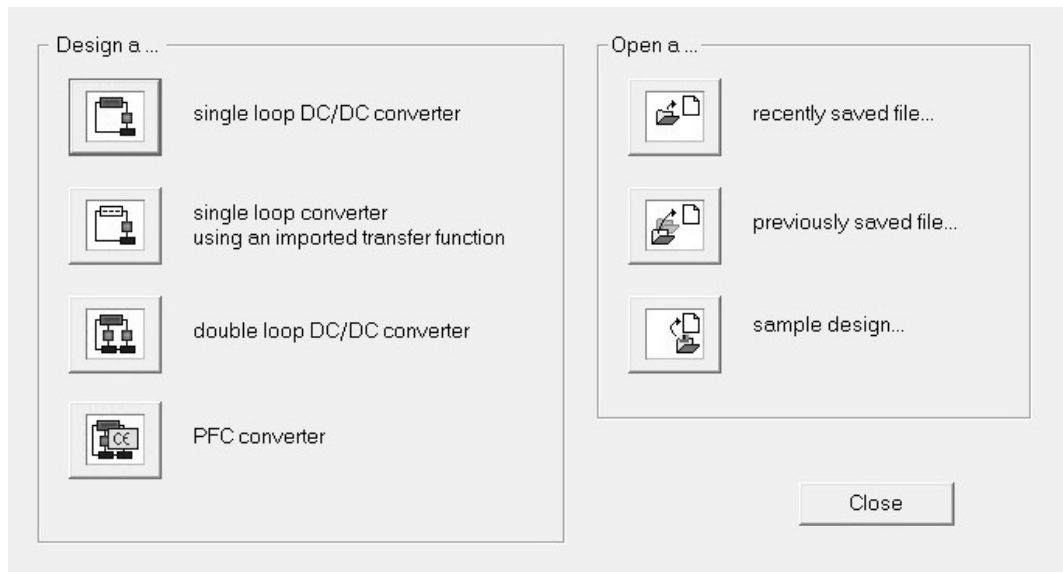 Design a ...
single loop DC/DC converter
single loop converter
using an imported transfer function
double loop DC/DC converter
C€
PFC converter
Open a ...
recently saved file...
previously saved file...
sample design...
Close